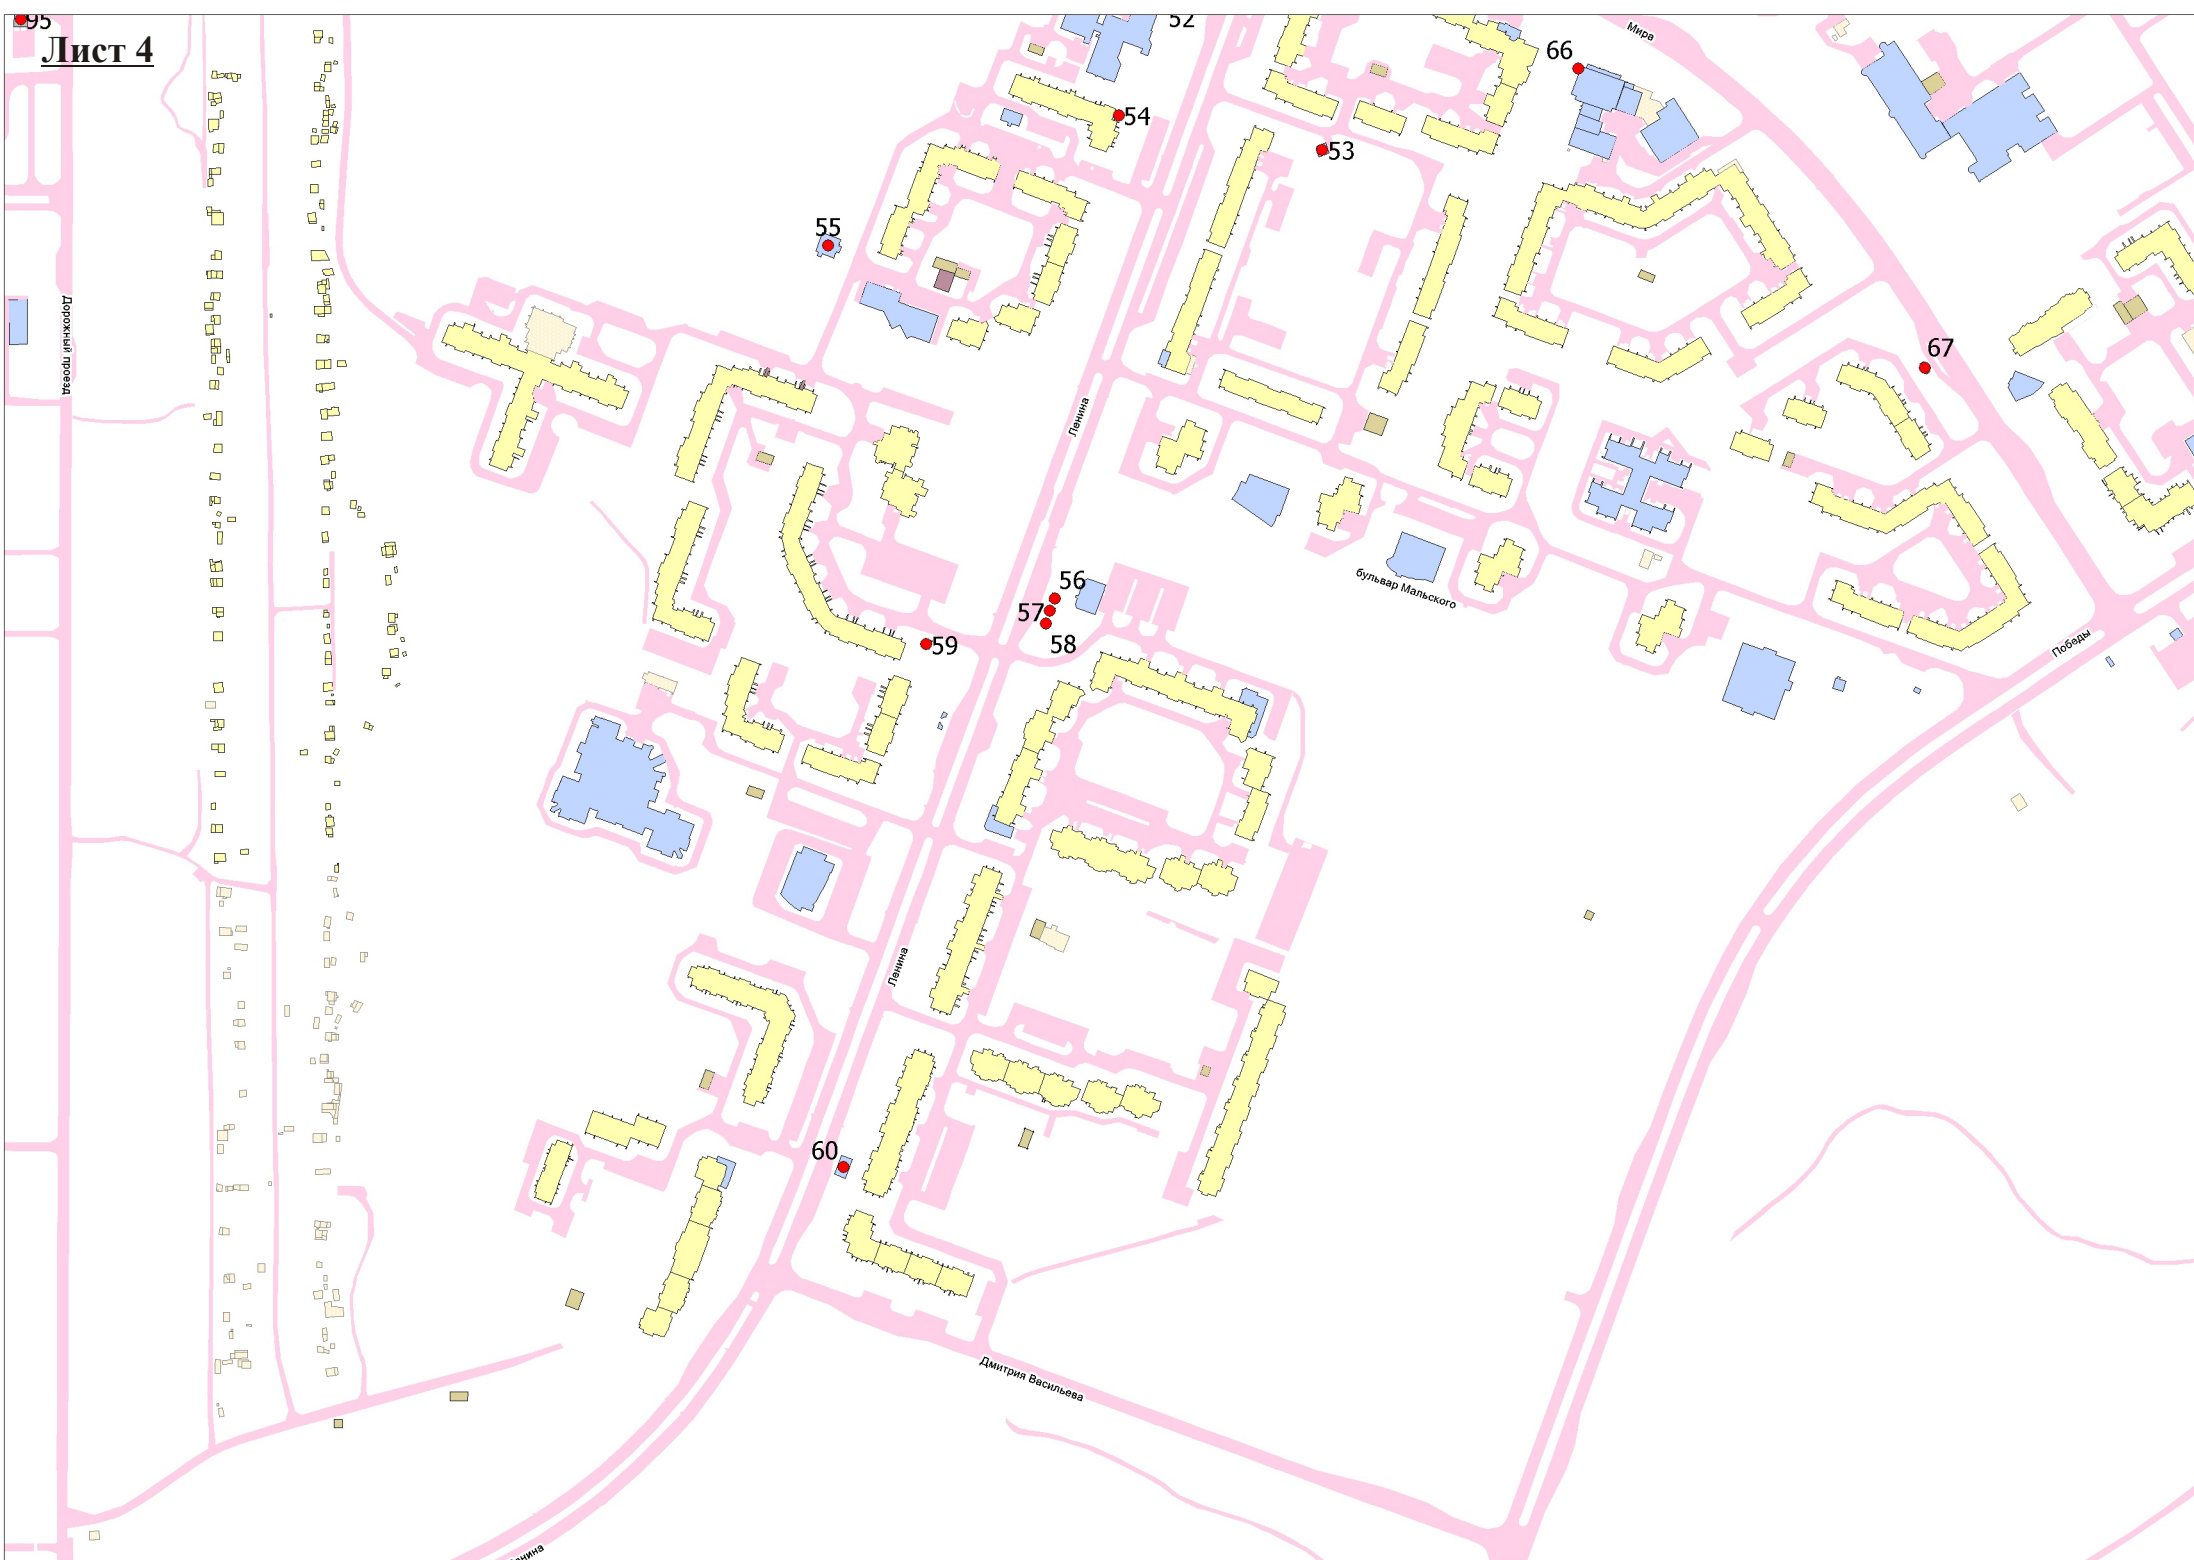 95
52
Лист 4
Мира
66
54
53
55
Дорожный проезд
67
Ленина
56
бульвар Мальского
57
58
59
Победы
Ленина
60
Дмитрия Васильева